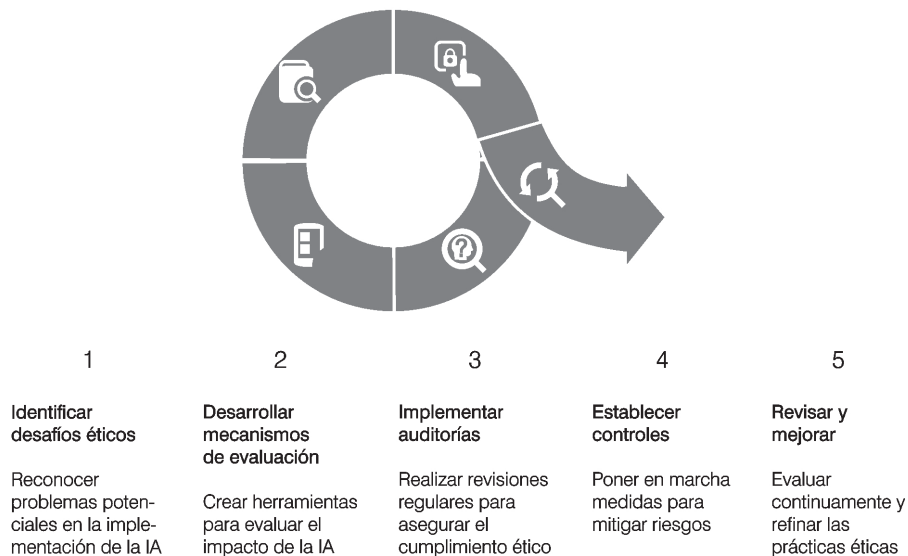 1
Identificar
desafíos éticos
Reconocer
problemas poten-
ciales en la imple-
mentación de la IA
2
Desarrollar
mecanismos
de evaluación
Crear herramientas
para evaluar el
impacto de la IA
3
Implementar
auditorías
Realizar revisiones
regulares para
asegurar el
cumplimiento ético
4
Establecer
controles
Poner en marcha
medidas para
mitigar riesgos
5
Revisar y
mejorar
Evaluar
continuamente y
refinar las
prácticas éticas